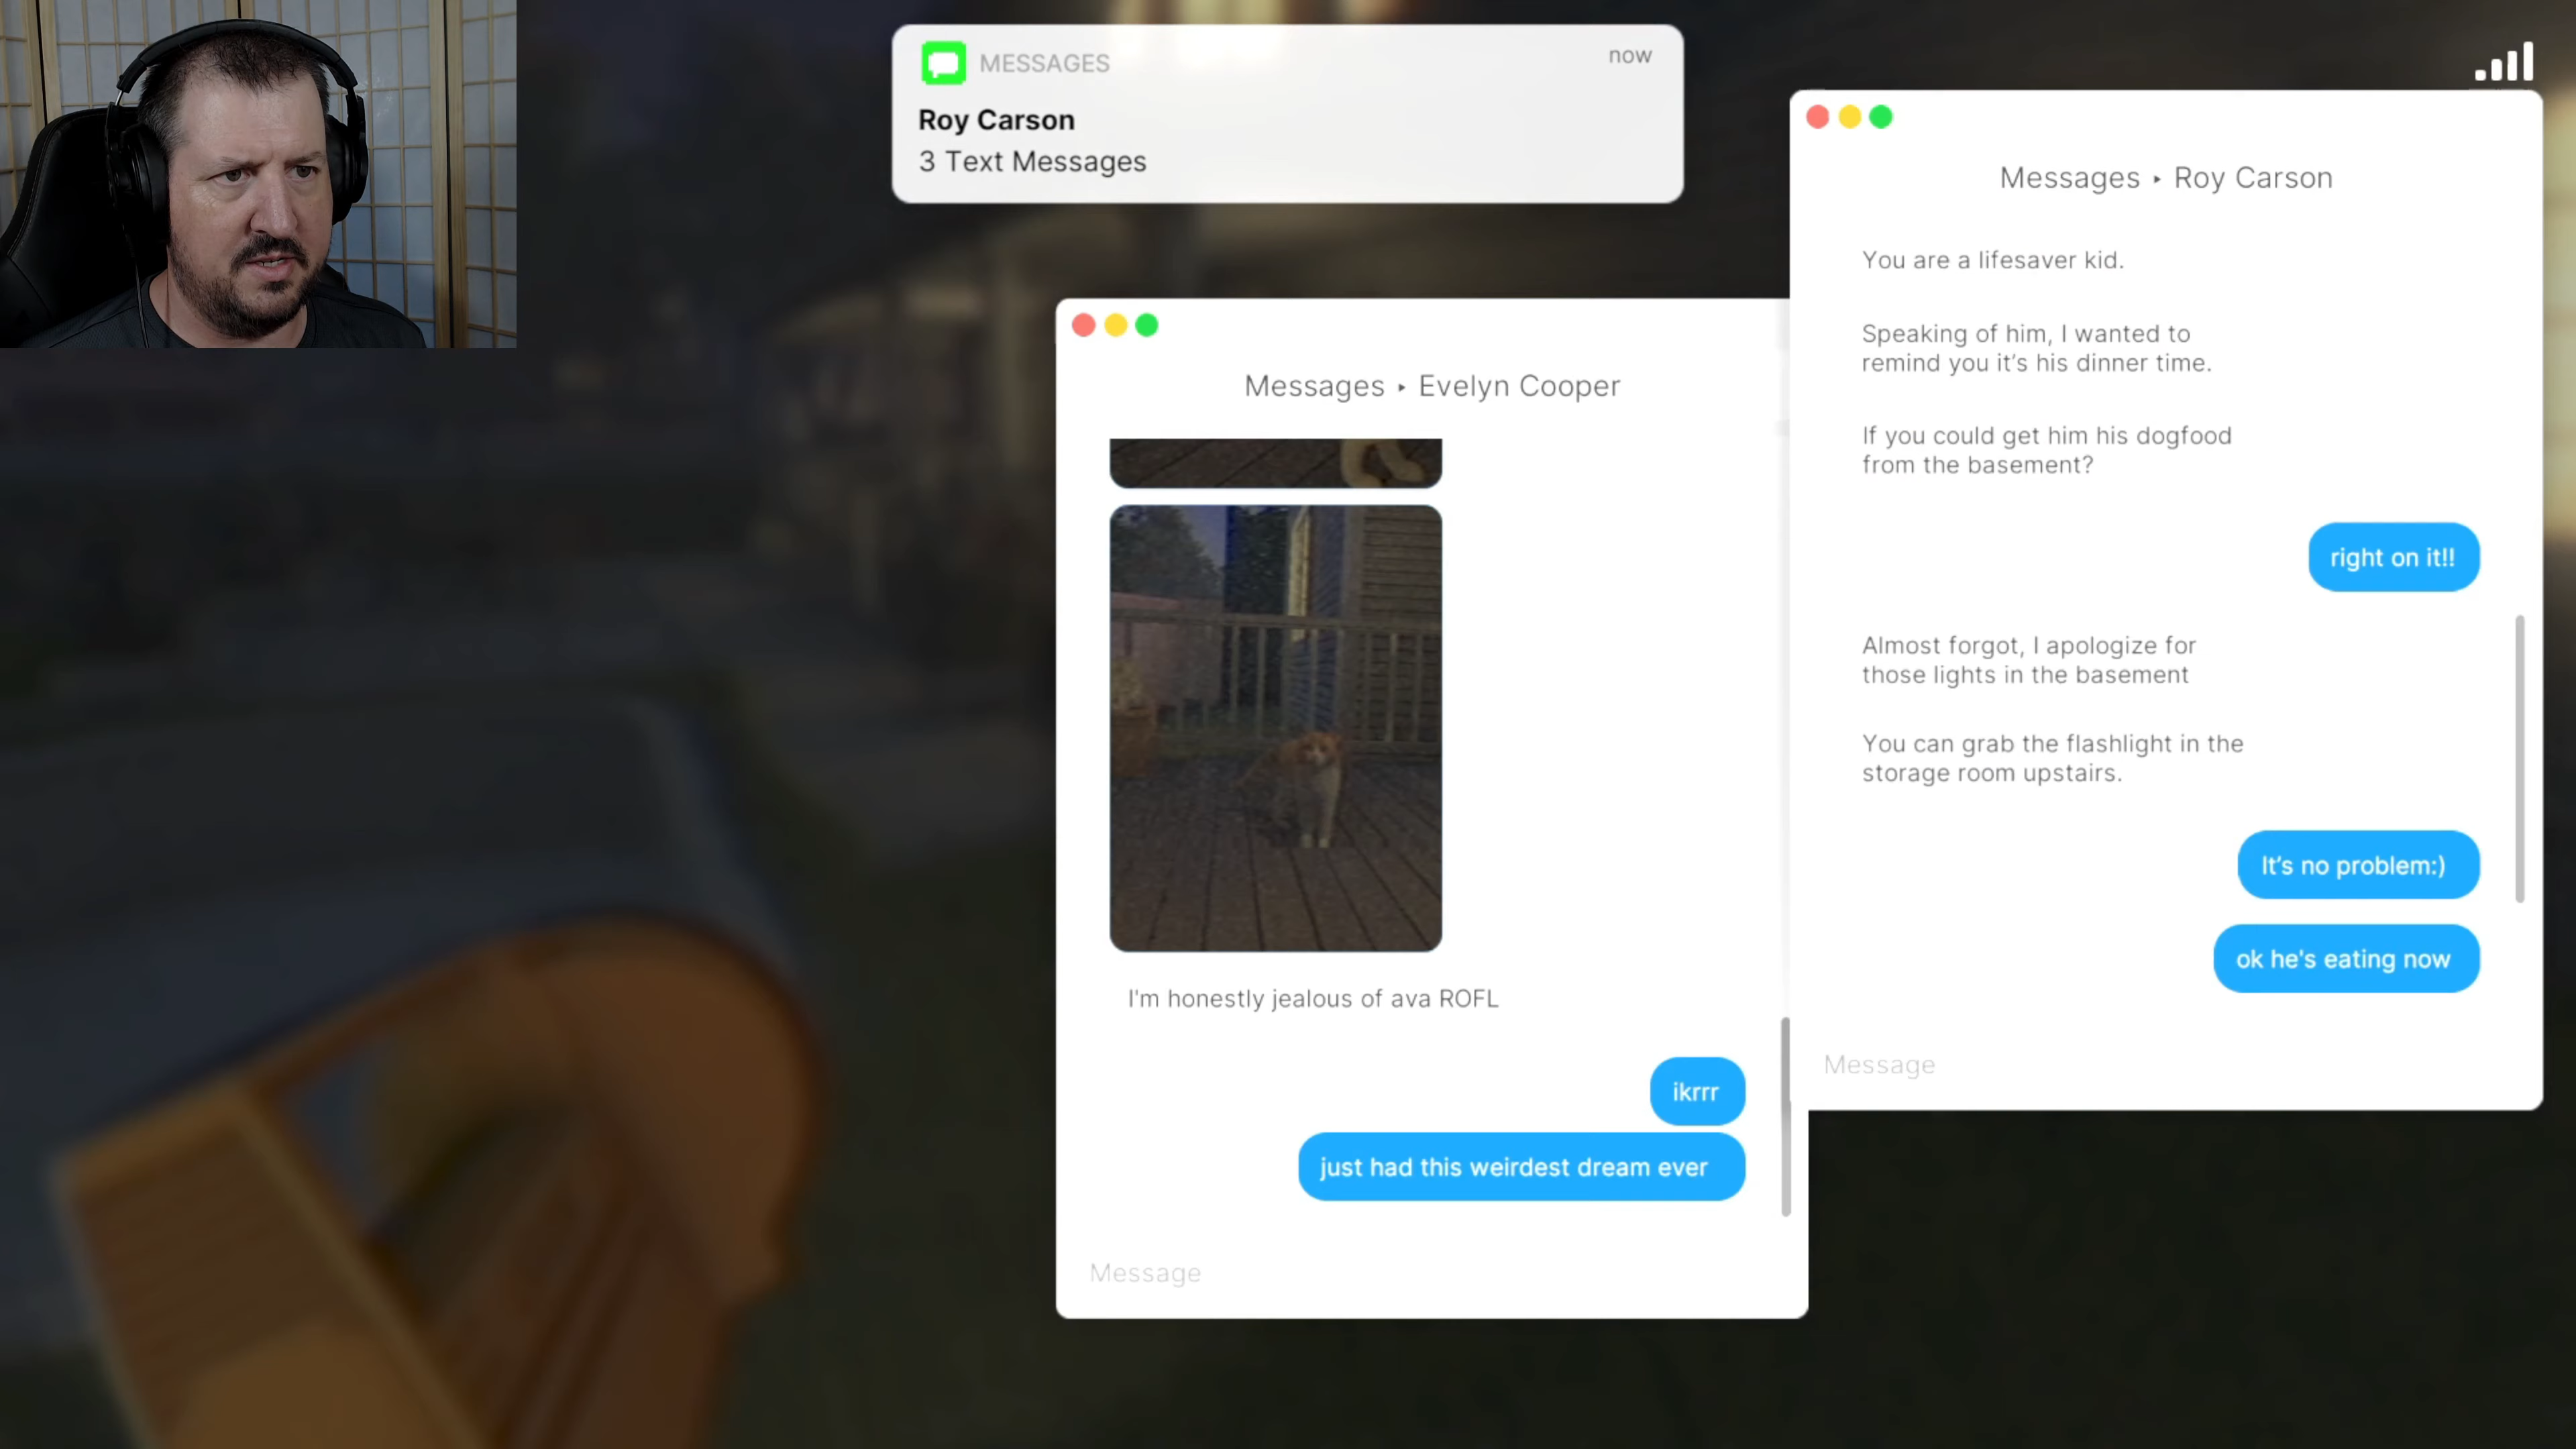 MESSAGES
now
Roy Carson
3 Text Messages
Messages ▸ Evelyn Cooper
I'm honestly jealous of ava ROFL
ikrrr
just had this weirdest dream ever
Message
Messages ▸ Roy Carson
You are a lifesaver kid.
Speaking of him, I wanted to
remind you it's his dinner time.
If you could get him his dogfood
from the basement?
right on it!!
Almost forgot, I apologize for
those lights in the basement
You can grab the flashlight in the
storage room upstairs.
It's no problem:)
ok he's eating now
Message